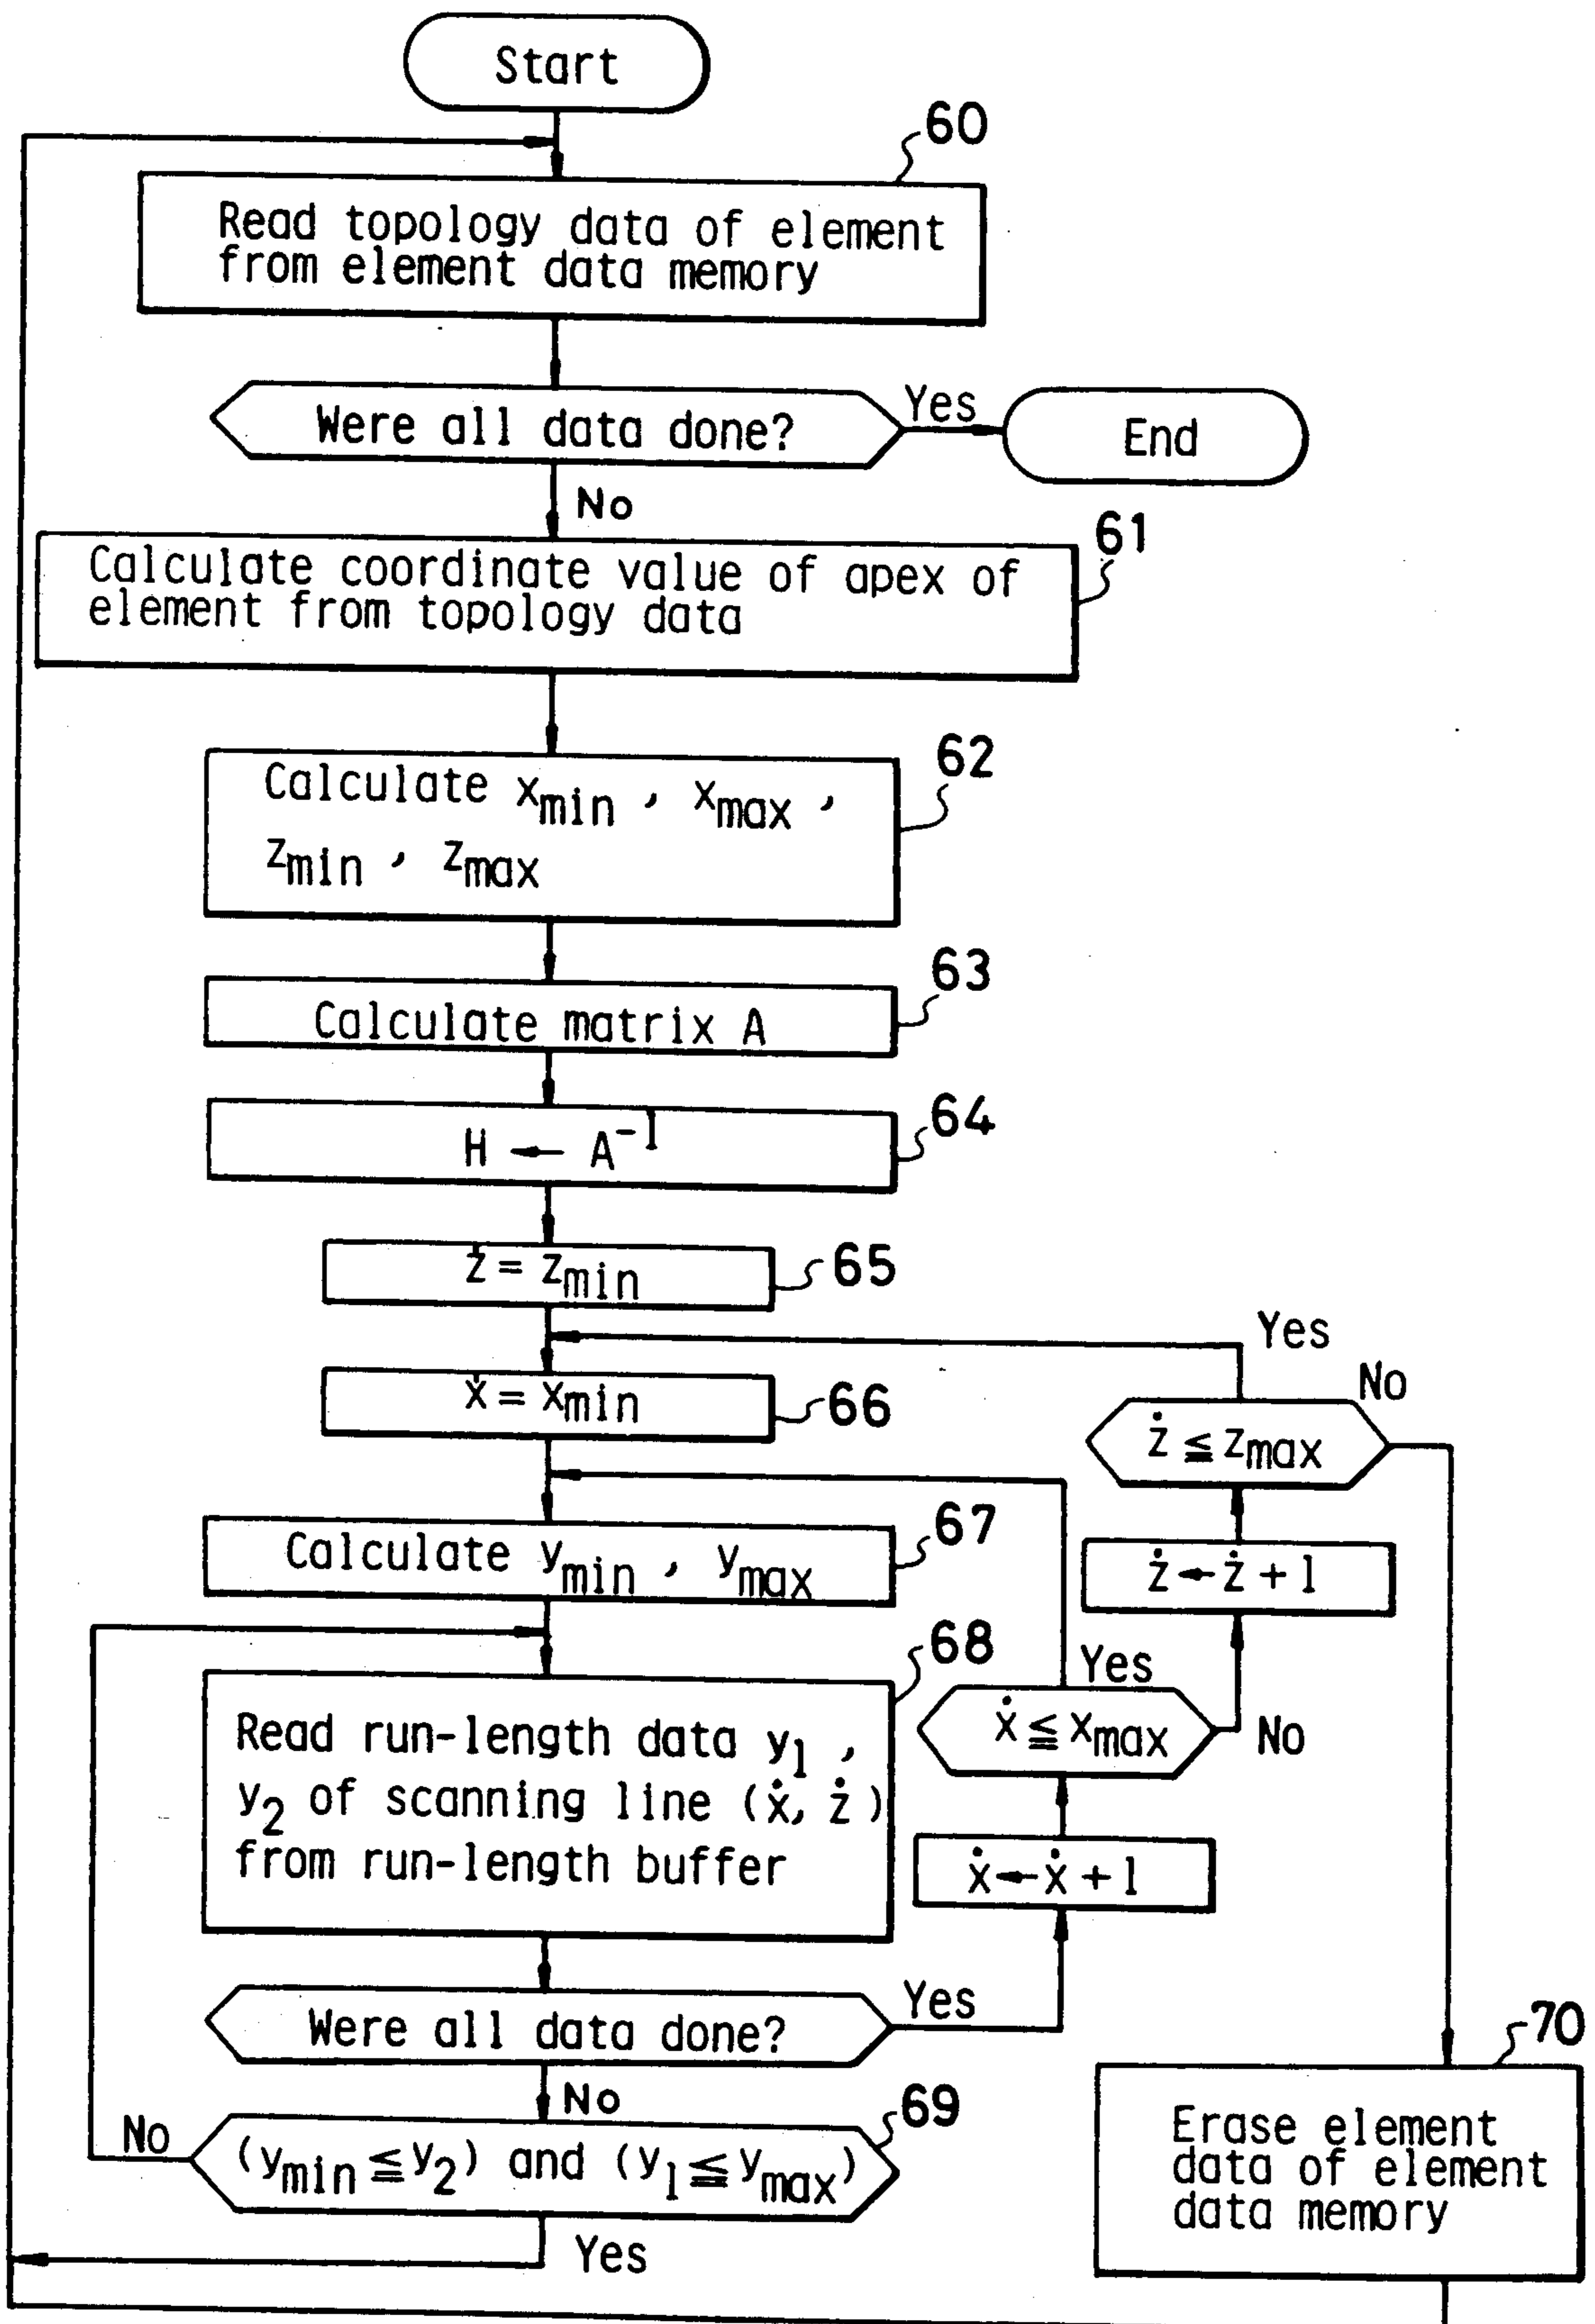 Start
60
Read topology data of element
from element data memory
Were all data done?
Yes
End
No
61
Calculate coordinate value of apex of
element from topology data
62
Calculate xmin , xmax ,
zmin , zmax
63
Calculate matrix A
64
H ← A⁻¹
ż = zmin
65
Yes
ẋ = xmin
66
No
ż ≦ zmax
67
Calculate ymin , ymax
ż ← ż + 1
68
Yes
Read run-length data y₁ ,
y₂ of scanning line (ẋ, ż)
from run-length buffer
ẋ ≦ xmax
No
ẋ ← ẋ + 1
Were all data done?
Yes
70
No
69
No
(ymin ≦ y₂) and (y₁ ≦ ymax)
Erase element
data of element
data memory
Yes